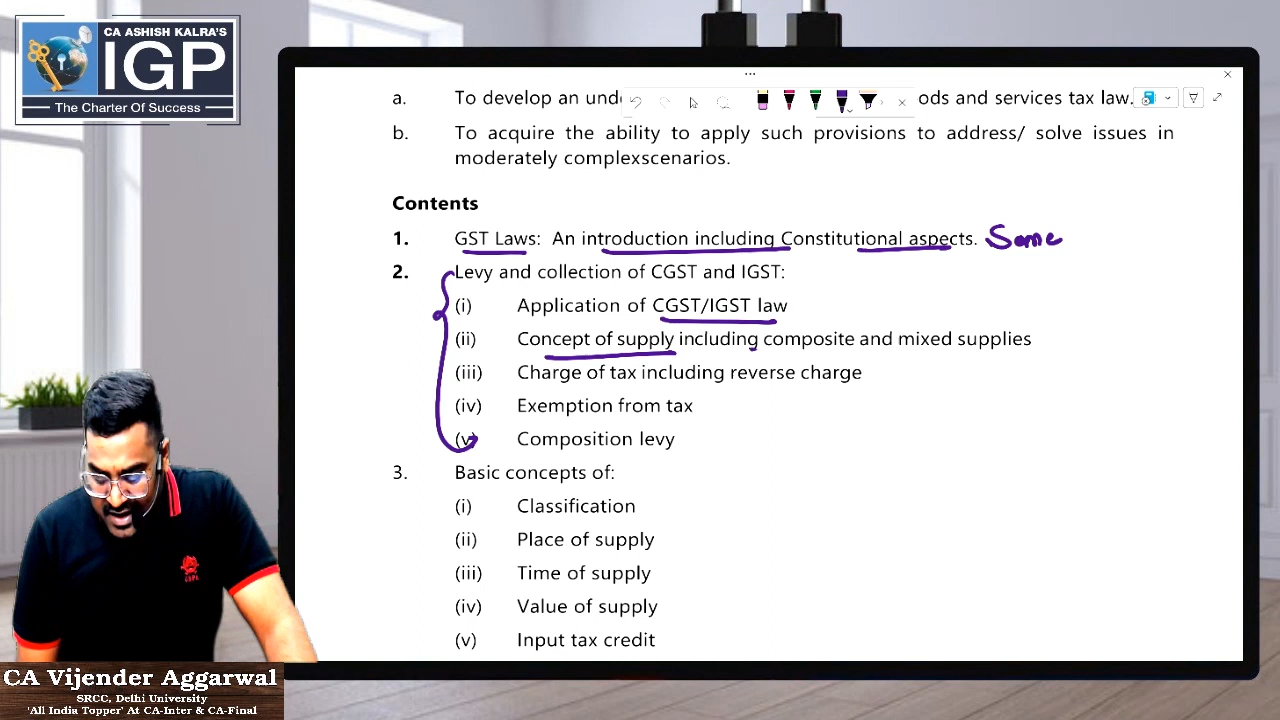 CA ASHISH KALRA'S
IGP
The Charter Of Success
a. To develop an und ods and services tax law.
b. To acquire the ability to apply such provisions to address/ solve issues in
moderately complexscenarios.
Contents
1. GST Laws: An introduction including Constitutional aspects. Same
2. Levy and collection of CGST and IGST:
(i) Application of CGST/IGST law
(ii) Concept of supply including composite and mixed supplies
(iii) Charge of tax including reverse charge
(iv) Exemption from tax
(v) Composition levy
3. Basic concepts of:
(i) Classification
(ii) Place of supply
(iii) Time of supply
(iv) Value of supply
(v) Input tax credit
CA Vijender Aggarwal
SRCC, Delhi University
'All India Topper' At CA-Inter & CA-Final